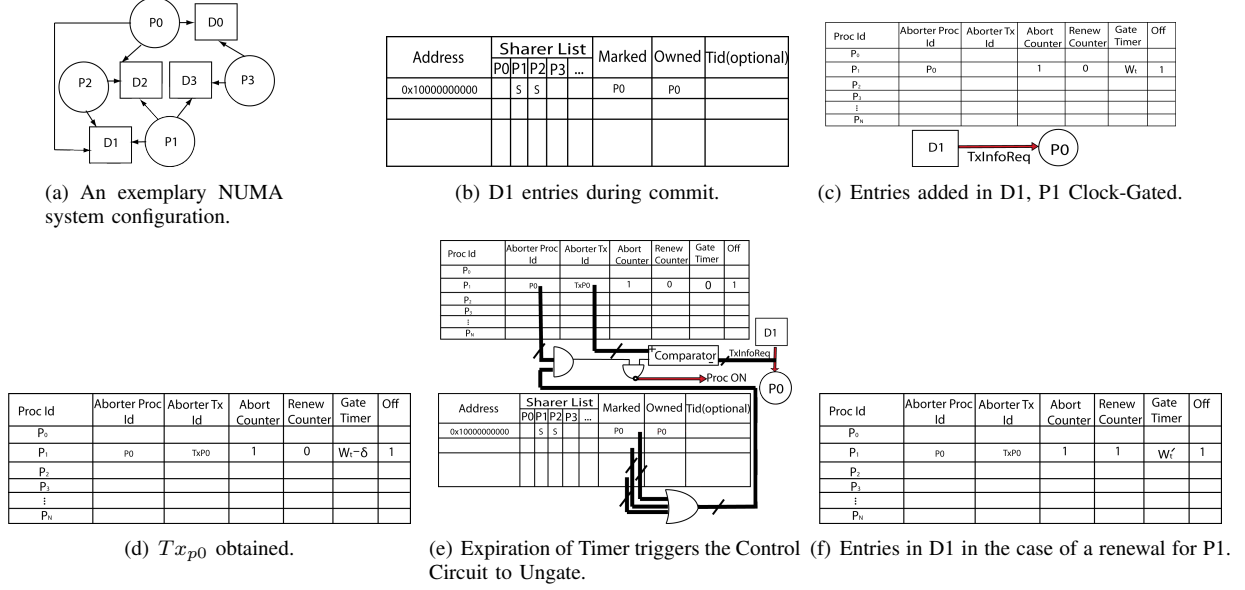 P0
D0
P2
D2
D3
P3
D1
P1
(a) An exemplary NUMA
system configuration.
Address Sharer List Marked Owned Tid(optional)
P0 P1 P2 P3 ...
0x10000000000 S S P0 P0
(b) D1 entries during commit.
Proc Id Aborter Proc Id Aborter Tx Id Abort Counter Renew Counter Gate Timer Off
P₀
P₁ P₀ 1 0 Wₜ 1
P₂
P₃
⋮
Pɴ
D1 TxInfoReq P0
(c) Entries added in D1, P1 Clock-Gated.
Proc Id Aborter Proc Id Aborter Tx Id Abort Counter Renew Counter Gate Timer Off
P₀
P₁ P0 TxP0 1 0 Wₜ-δ 1
P₂
P₃
⋮
Pɴ
(d) Txₚ₀ obtained.
Proc Id Aborter Proc Id Aborter Tx Id Abort Counter Renew Counter Gate Timer Off
P₀
P₁ P0 TxP0 1 0 0 1
P₂
P₃
⋮
Pɴ
D1
+ Comparator - TxInfoReq
Proc ON
P0
Address Sharer List Marked Owned Tid(optional)
P0 P1 P2 P3 ...
0x10000000000 S S P0 P0
(e) Expiration of Timer triggers the Control
Circuit to Ungate.
Proc Id Aborter Proc Id Aborter Tx Id Abort Counter Renew Counter Gate Timer Off
P₀
P₁ P0 TxP0 1 1 Wₜ′ 1
P₂
P₃
⋮
Pɴ
(f) Entries in D1 in the case of a renewal for P1.